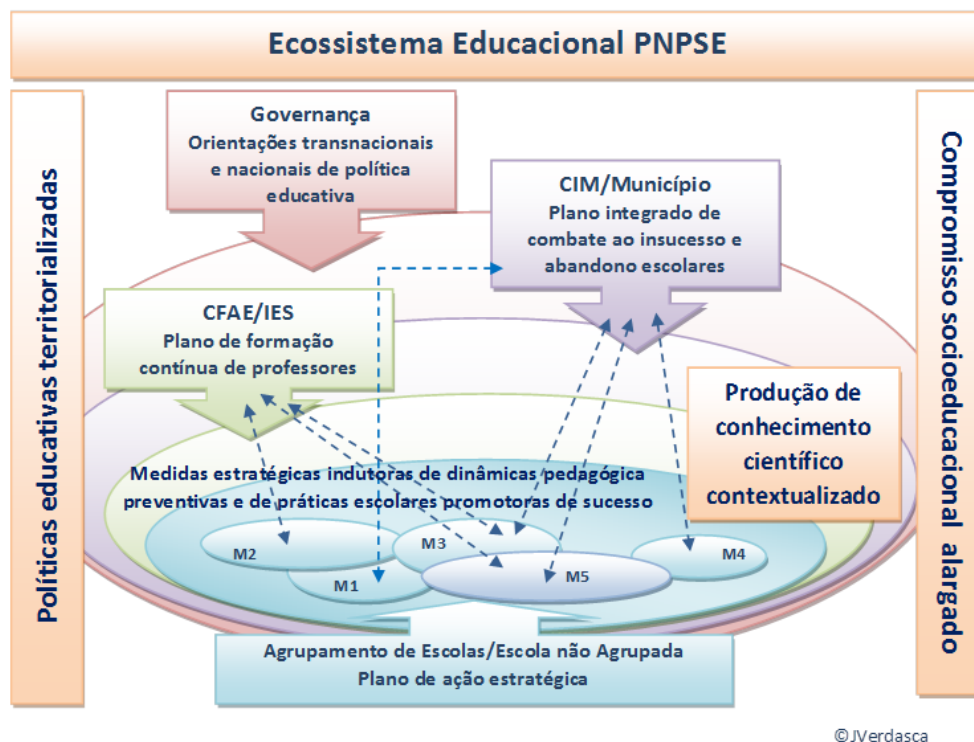 Ecossistema Educacional PNPSE
Políticas educativas territorializadas
Governança
Orientações transnacionais
e nacionais de política
educativa
CIM/Município
Plano integrado de
combate ao insucesso e
abandono escolares
CFAE/IES
Plano de formação
contínua de professores
Produção de
conhecimento
científico
contextualizado
Compromisso socioeducacional alargado
Medidas estratégicas indutoras de dinâmicas pedagógica
preventivas e de práticas escolares promotoras de sucesso
M2
M3
M4
M1
M5
Agrupamento de Escolas/Escola não Agrupada
Plano de ação estratégica
©JVerdasca